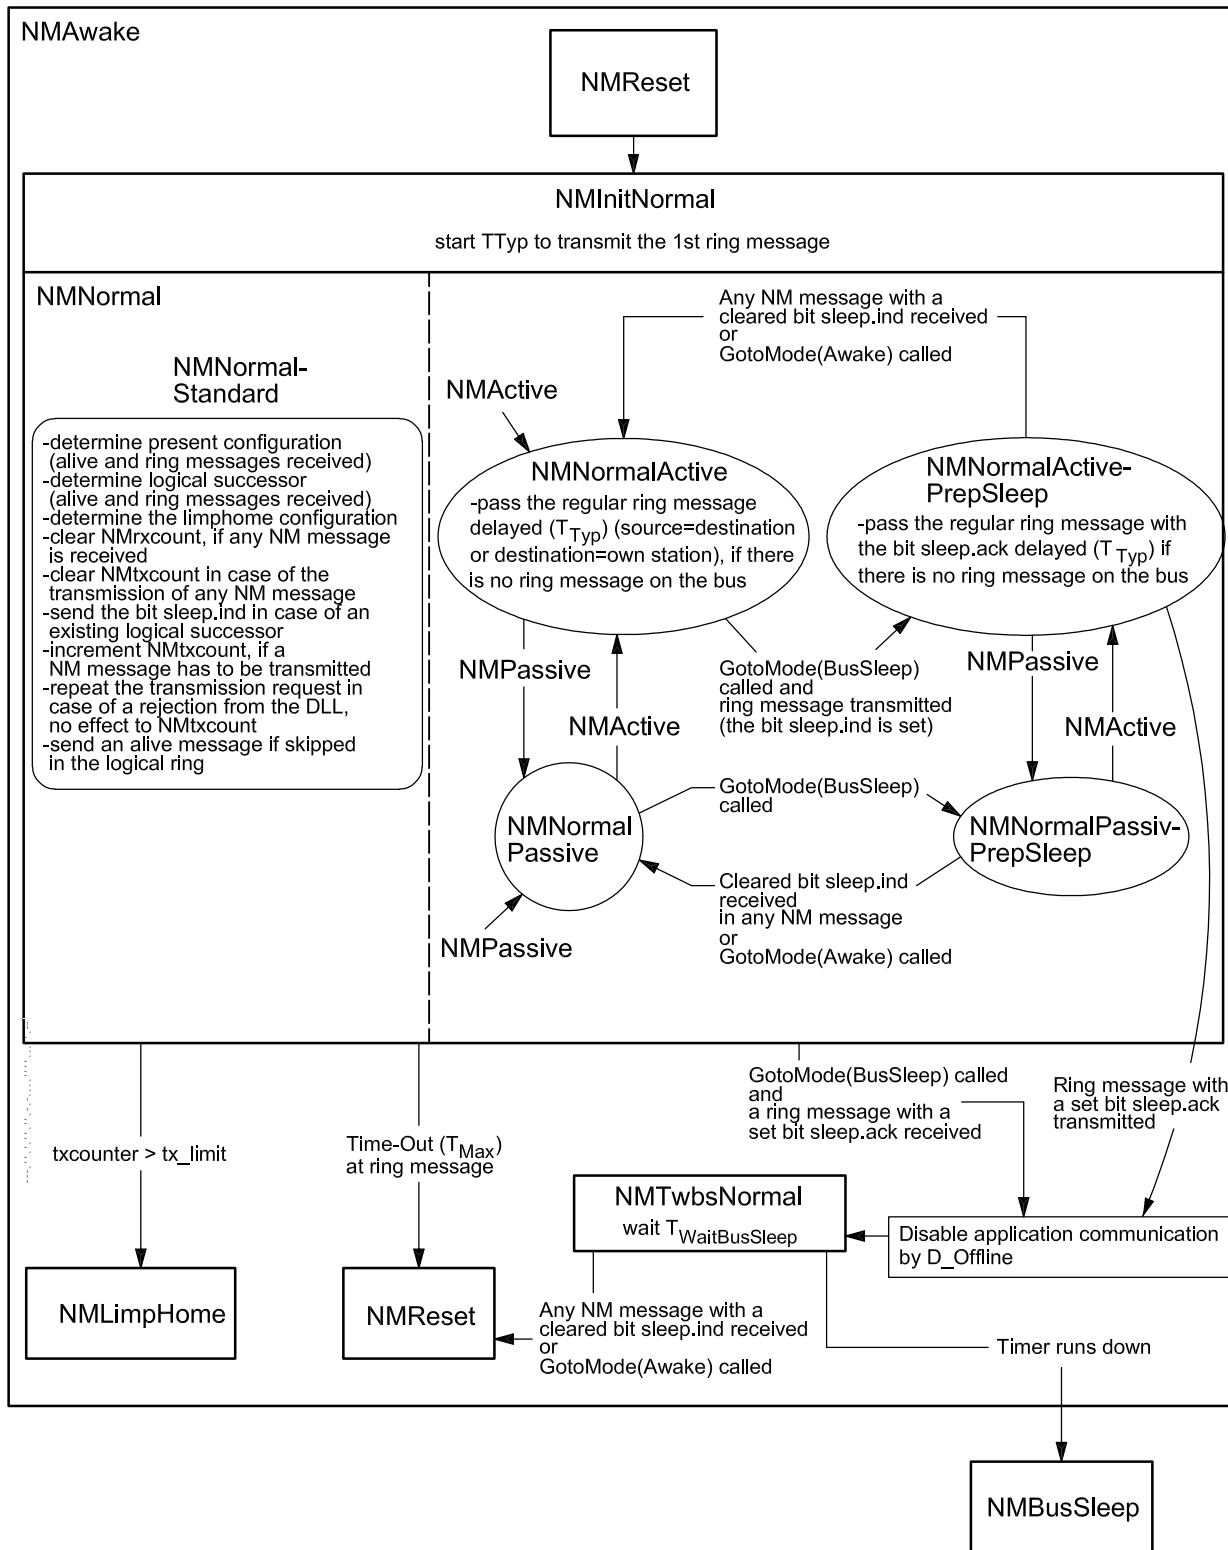 NMAwake
NMReset
NMInitNormal
start TTyp to transmit the 1st ring message
NMNormal
NMNormal-
Standard
-determine present configuration
(alive and ring messages received)
-determine logical successor
(alive and ring messages received)
-determine the limphome configuration
-clear NMrxcount, if any NM message
is received
-clear NMtxcount in case of the
transmission of any NM message
-send the bit sleep.ind in case of an
existing logical successor
-increment NMtxcount, if a
NM message has to be transmitted
-repeat the transmission request in
case of a rejection from the DLL,
no effect to NMtxcount
-send an alive message if skipped
in the logical ring
Any NM message with a
cleared bit sleep.ind received
or
GotoMode(Awake) called
NMActive
NMNormalActive
-pass the regular ring message
delayed (TTyp) (source=destination
or destination=own station), if there
is no ring message on the bus
NMNormalActive-
PrepSleep
-pass the regular ring message with
the bit sleep.ack delayed (TTyp) if
there is no ring message on the bus
NMPassive
NMActive
GotoMode(BusSleep)
called and
ring message transmitted
(the bit sleep.ind is set)
NMPassive
NMActive
NMNormal
Passive
GotoMode(BusSleep)
called
NMNormalPassiv-
PrepSleep
Cleared bit sleep.ind
received
in any NM message
or
GotoMode(Awake) called
NMPassive
txcounter > tx_limit
Time-Out (TMax)
at ring message
GotoMode(BusSleep) called
and
a ring message with a
set bit sleep.ack received
Ring message with
a set bit sleep.ack
transmitted
NMTwbsNormal
wait TWaitBusSleep
Disable application communication
by D_Offline
NMLimpHome
NMReset
Any NM message with a
cleared bit sleep.ind received
or
GotoMode(Awake) called
Timer runs down
NMBusSleep